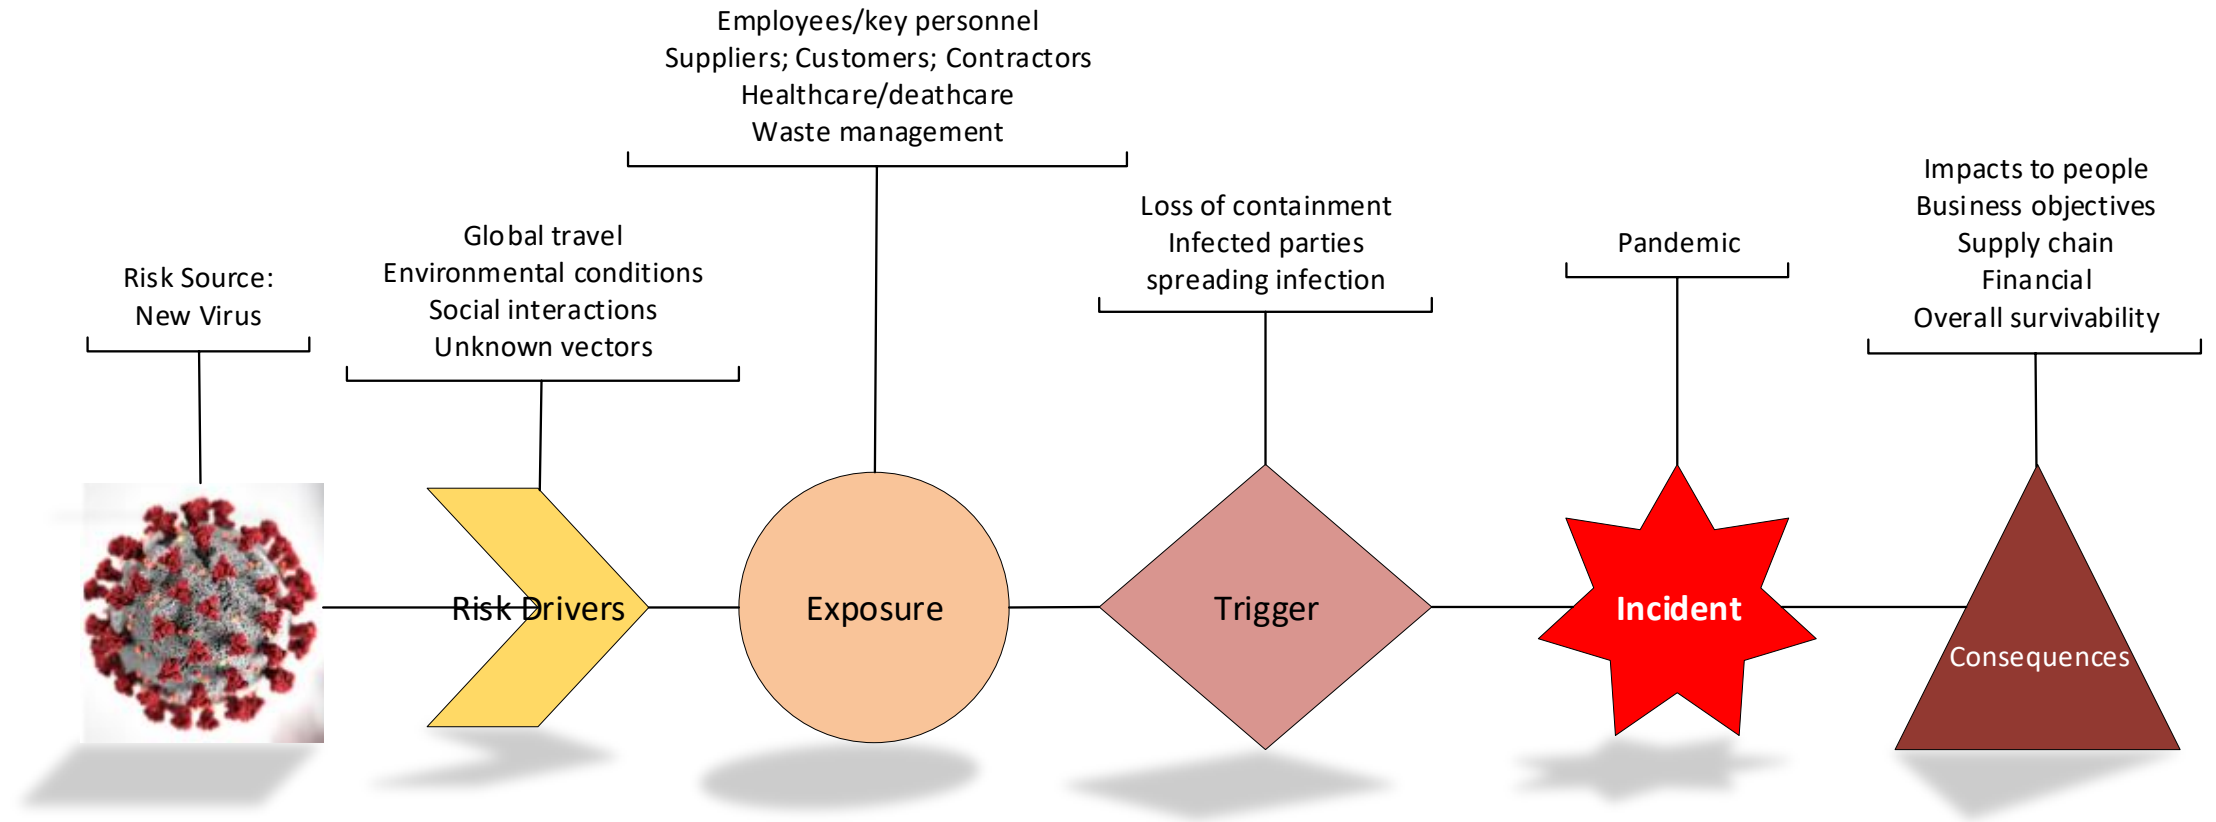 Employees/key personnel
Suppliers; Customers; Contractors
Healthcare/deathcare
Waste management
Impacts to people
Business objectives
Supply chain
Financial
Overall survivability
Loss of containment
Infected parties
spreading infection
Pandemic
Global travel
Environmental conditions
Social interactions
Unknown vectors
Risk Source:
New Virus
Risk Drivers
Exposure
Trigger
Incident
Consequences